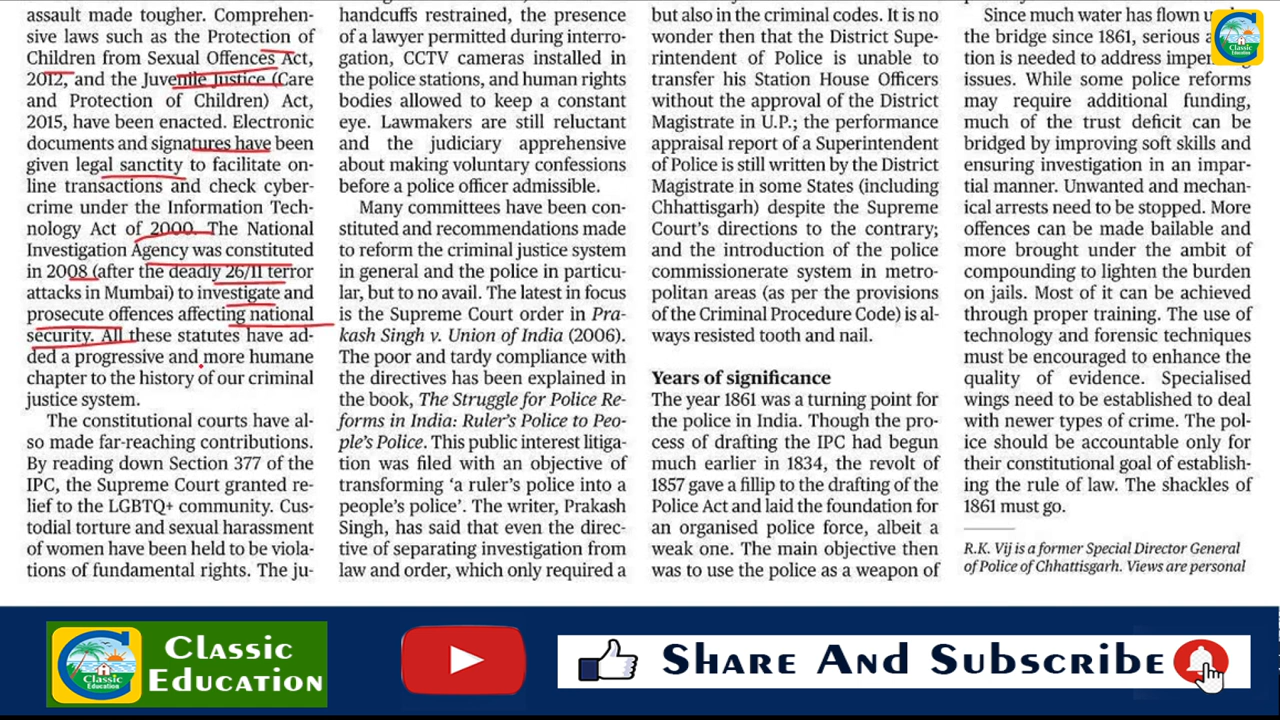 assault made tougher. Comprehen-
sive laws such as the Protection of
Children from Sexual Offences Act,
2012, and the Juvenile Justice (Care
and Protection of Children) Act,
2015, have been enacted. Electronic
documents and signatures have been
given legal sanctity to facilitate on-
line transactions and check cyber-
crime under the Information Tech-
nology Act of 2000. The National
Investigation Agency was constituted
in 2008 (after the deadly 26/11 terror
attacks in Mumbai) to investigate and
prosecute offences affecting national
security. All these statutes have ad-
ded a progressive and more humane
chapter to the history of our criminal
justice system.
The constitutional courts have al-
so made far-reaching contributions.
By reading down Section 377 of the
IPC, the Supreme Court granted re-
lief to the LGBTQ+ community. Cus-
todial torture and sexual harassment
of women have been held to be viola-
tions of fundamental rights. The ju-
handcuffs restrained, the presence
of a lawyer permitted during interro-
gation, CCTV cameras installed in
the police stations, and human rights
bodies allowed to keep a constant
eye. Lawmakers are still reluctant
and the judiciary apprehensive
about making voluntary confessions
before a police officer admissible.
Many committees have been con-
stituted and recommendations made
to reform the criminal justice system
in general and the police in particu-
lar, but to no avail. The latest in focus
is the Supreme Court order in Pra-
kash Singh v. Union of India (2006).
The poor and tardy compliance with
the directives has been explained in
the book, The Struggle for Police Re-
forms in India: Ruler's Police to Peo-
ple's Police. This public interest litiga-
tion was filed with an objective of
transforming 'a ruler's police into a
people's police'. The writer, Prakash
Singh, has said that even the direc-
tive of separating investigation from
law and order, which only required a
but also in the criminal codes. It is no
wonder then that the District Supe-
rintendent of Police is unable to
transfer his Station House Officers
without the approval of the District
Magistrate in U.P.; the performance
appraisal report of a Superintendent
of Police is still written by the District
Magistrate in some States (including
Chhattisgarh) despite the Supreme
Court's directions to the contrary;
and the introduction of the police
commissionerate system in metro-
politan areas (as per the provisions
of the Criminal Procedure Code) is al-
ways resisted tooth and nail.
Years of significance
The year 1861 was a turning point for
the police in India. Though the pro-
cess of drafting the IPC had begun
much earlier in 1834, the revolt of
1857 gave a fillip to the drafting of the
Police Act and laid the foundation for
an organised police force, albeit a
weak one. The main objective then
was to use the police as a weapon of
Since much water has flown
the bridge since 1861, serious
tion is needed to address
issues. While some police reforms
may require additional funding,
much of the trust deficit can be
bridged by improving soft skills and
ensuring investigation in an impar-
tial manner. Unwanted and mechan-
ical arrests need to be stopped. More
offences can be made bailable and
more brought under the ambit of
compounding to lighten the burden
on jails. Most of it can be achieved
through proper training. The use of
technology and forensic techniques
must be encouraged to enhance the
quality of evidence. Specialised
wings need to be established to deal
with newer types of crime. The pol-
ice should be accountable only for
their constitutional goal of establish-
ing the rule of law. The shackles of
1861 must go.
R.K. Vij is a former Special Director General
of Police of Chhattisgarh. Views are personal
Classic
Education
Classic
Education
Classic
Education
Share And Subscribe